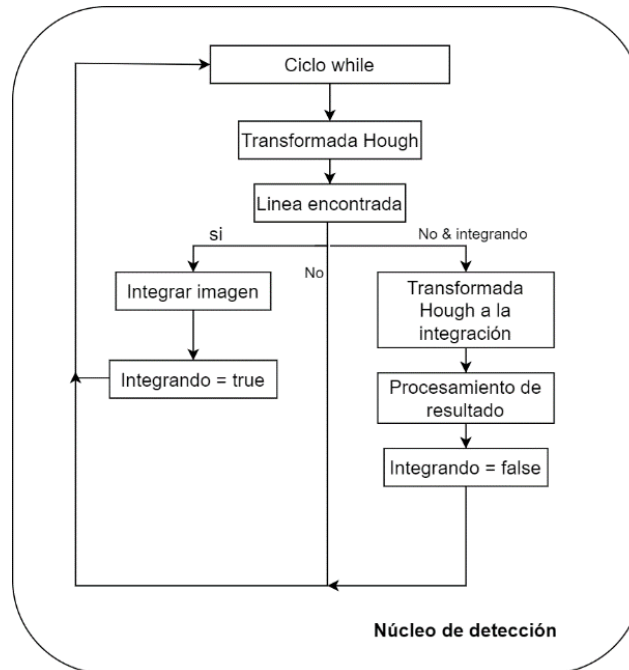 Ciclo while
Transformada Hough
Linea encontrada
si
No
No & integrando
Integrar imagen
Integrando = true
Transformada
Hough a la
integración
Procesamiento de
resultado
Integrando = false
Núcleo de detección